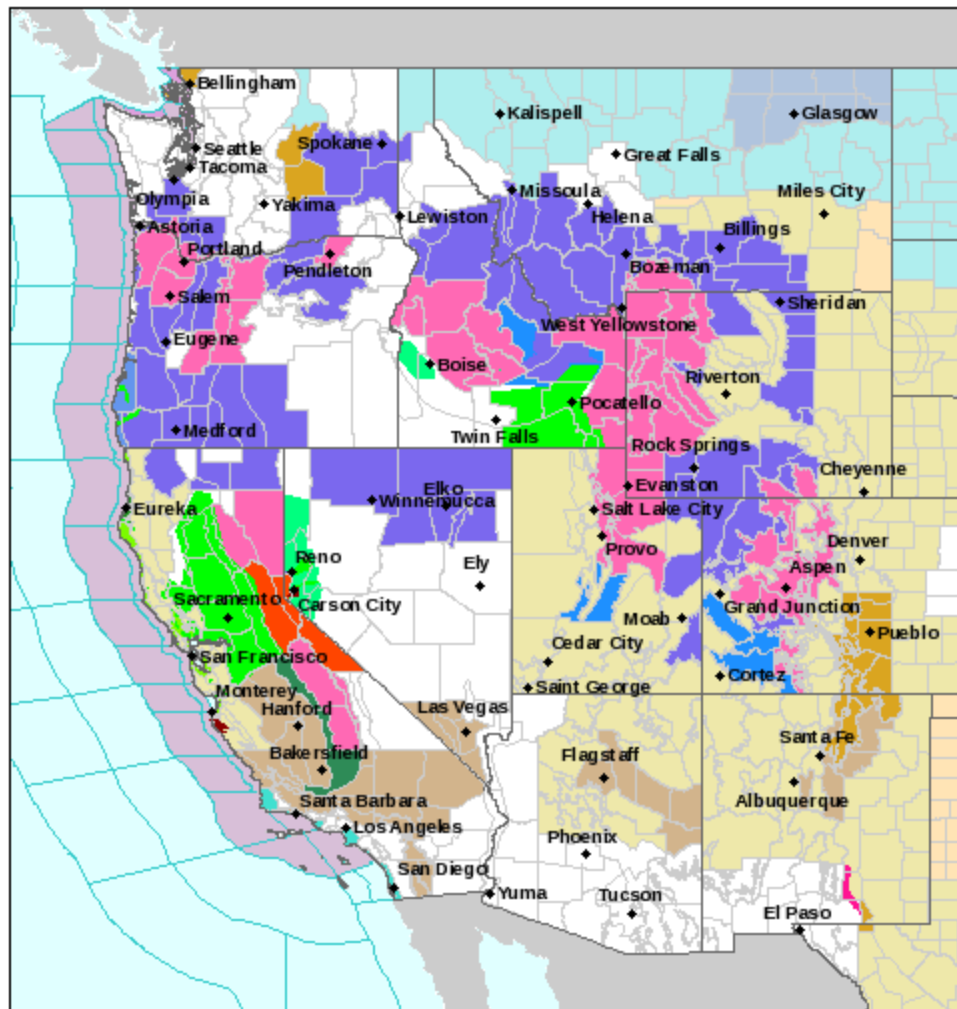 Bellingham
Kalispell
Glasgow
Seattle
Spokane
Great Falls
Tacoma
Olympia
Yakima
Missoula
Miles City
Astoria
Lewiston
Helena
Billings
Portland
Pendleton
Bozeman
Salem
West Yellowstone
Sheridan
Eugene
Boise
Riverton
Pocatello
Medford
Twin Falls
Rock Springs
Cheyenne
Elko
Winnemucca
Evanston
Eureka
Salt Lake City
Provo
Denver
Reno
Ely
Aspen
Sacramento
Carson City
Grand Junction
Moab
Pueblo
San Francisco
Cedar City
Cortez
Monterey
Saint George
Hanford
Las Vegas
Santa Fe
Bakersfield
Flagstaff
Albuquerque
Santa Barbara
Los Angeles
Phoenix
San Diego
Yuma
Tucson
El Paso